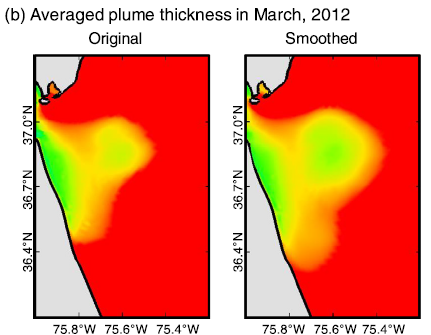 (b) Averaged plume thickness in March, 2012
Original
Smoothed
37.0°N
36.7°N
36.4°N
75.8°W 75.6°W 75.4°W
37.0°N
36.7°N
36.4°N
75.8°W 75.6°W 75.4°W